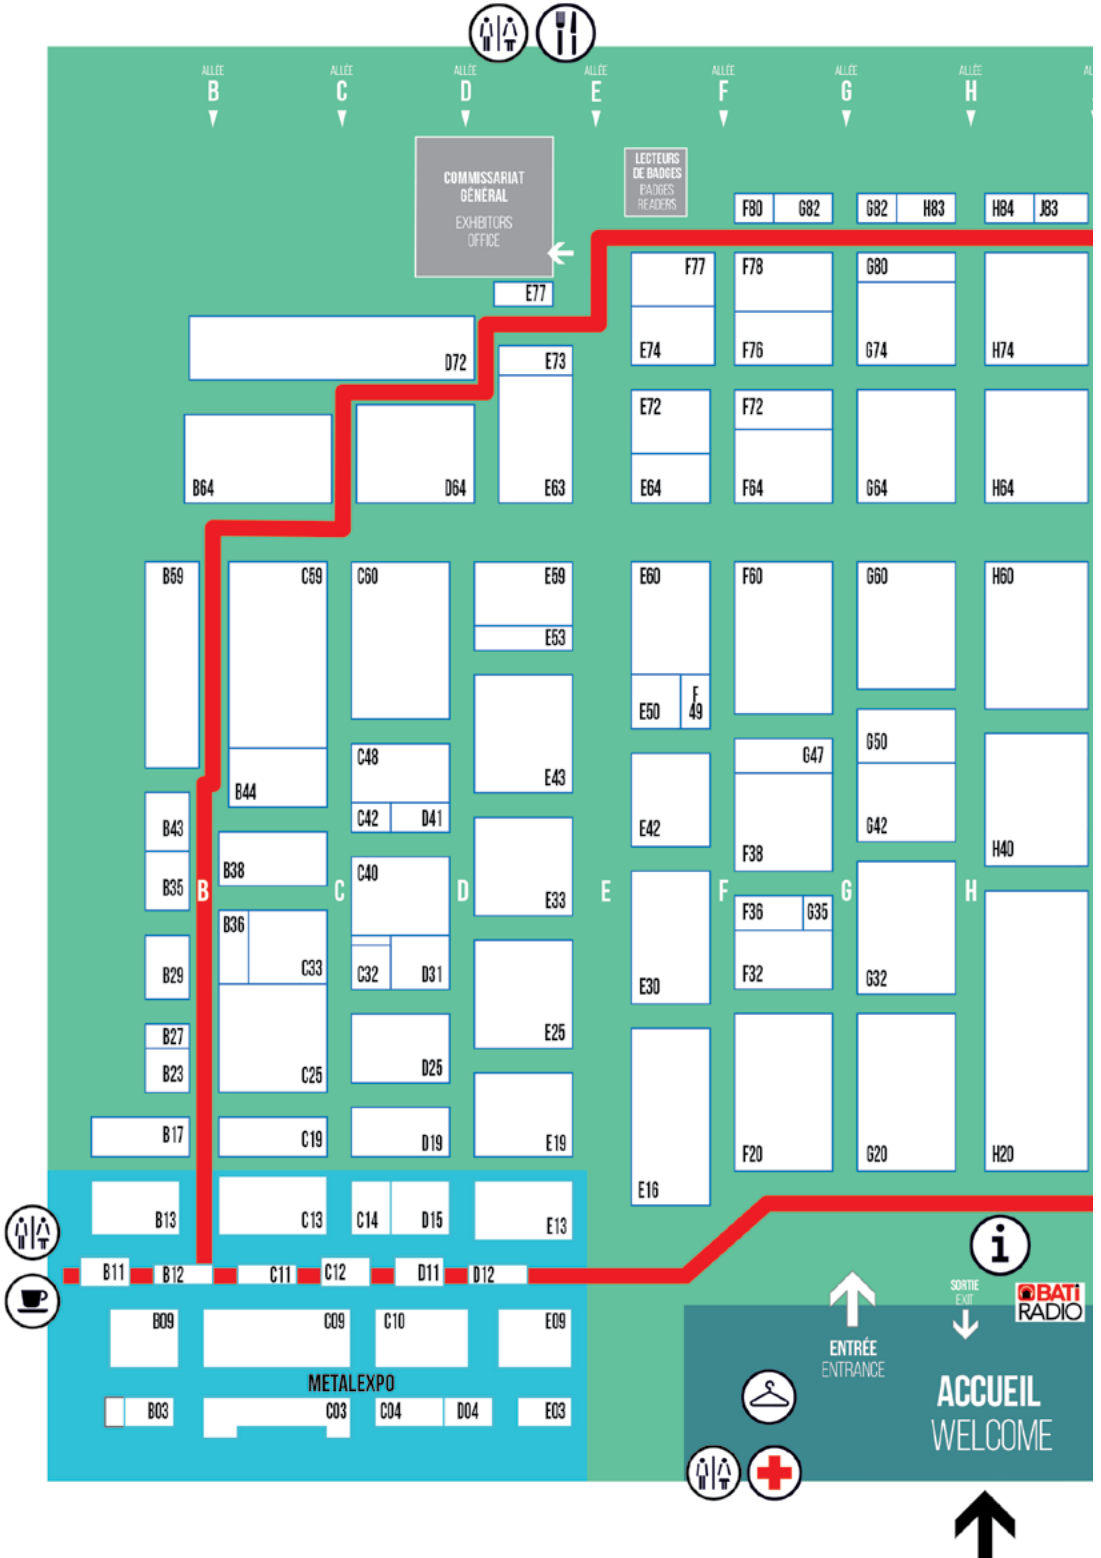 ALLÉE ALLÉE ALLÉE ALLÉE ALLÉE ALLÉE ALLÉE
B C D E F G H
COMMISSARIAT
GÉNÉRAL
EXHIBITORS
OFFICE
LECTEURS
DE BADGES
BADGES
READERS
F80 G82 G82 H83 H84 J83
F77 F78 G80
E77
E74 F76 G74 H74
D72 E73
E72 F72
B64 D64 E63 E64 F64 G64 H64
B59 C59 C60 E59 E60 F60 G60 H60
E53
E50 F
49
G50
C48 G47
B44 E43
C42 D41
B43 E42 G42
F38 H40
B38 C40
B35 B C D E F G H
E33
B36 F36 G35
B29 C33 C32 D31 F32 G32
E30
B27 E25
B23 C25 D25
B17 C19 D19 E19 F20 G20 H20
E16
B13 C13 C14 D15 E13
B11 B12 C11 C12 D11 D12
SORTIE
EXIT
BATi
RADIO
B09 C09 C10 E09
ENTRÉE
ENTRANCE
METALEXPO
B03 C03 C04 D04 E03
ACCUEIL
WELCOME